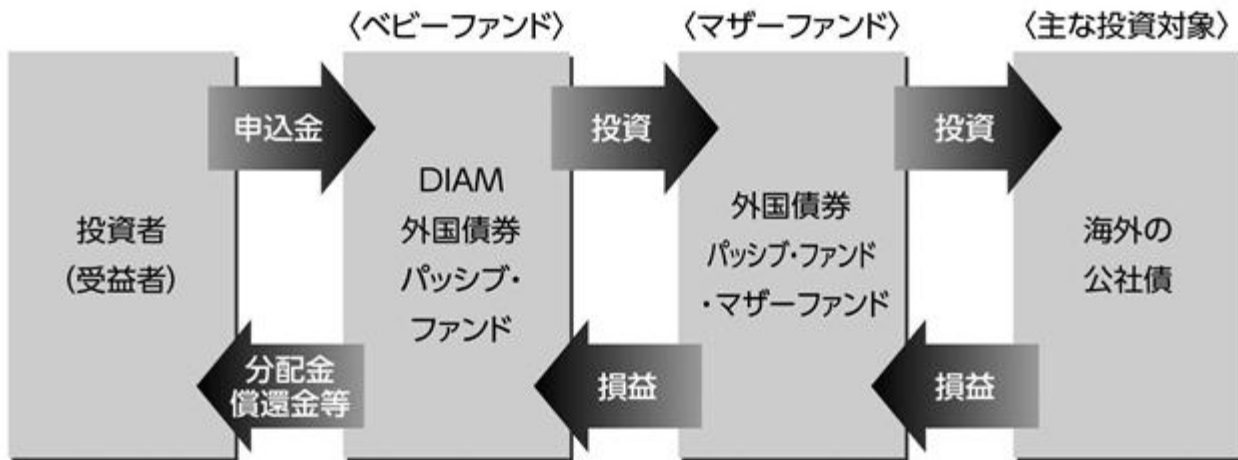 〈ベビーファンド〉
〈マザーファンド〉
〈主な投資対象〉
申込金
投資
投資
投資者
(受益者)
DIAM
外国債券
パッシブ・
ファンド
外国債券
パッシブ・ファンド
・マザーファンド
海外の
公社債
分配金
償還金等
損益
損益